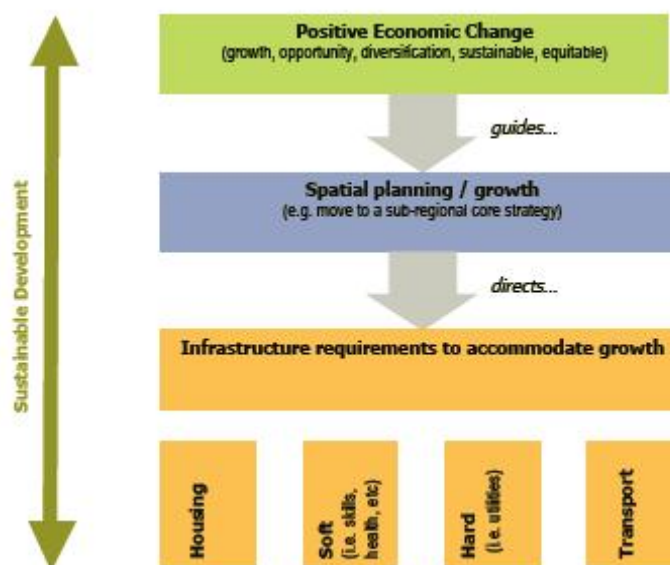 Positive Economic Change
(growth, opportunity, diversification, sustainable, equitable)
guides...
Spatial planning / growth
(e.g. move to a sub-regional core strategy)
directs...
Infrastructure requirements to accommodate growth
Sustainable Development
Housing
Soft
(i.e. skills,
health, etc)
Hard
(i.e. utilities)
Transport